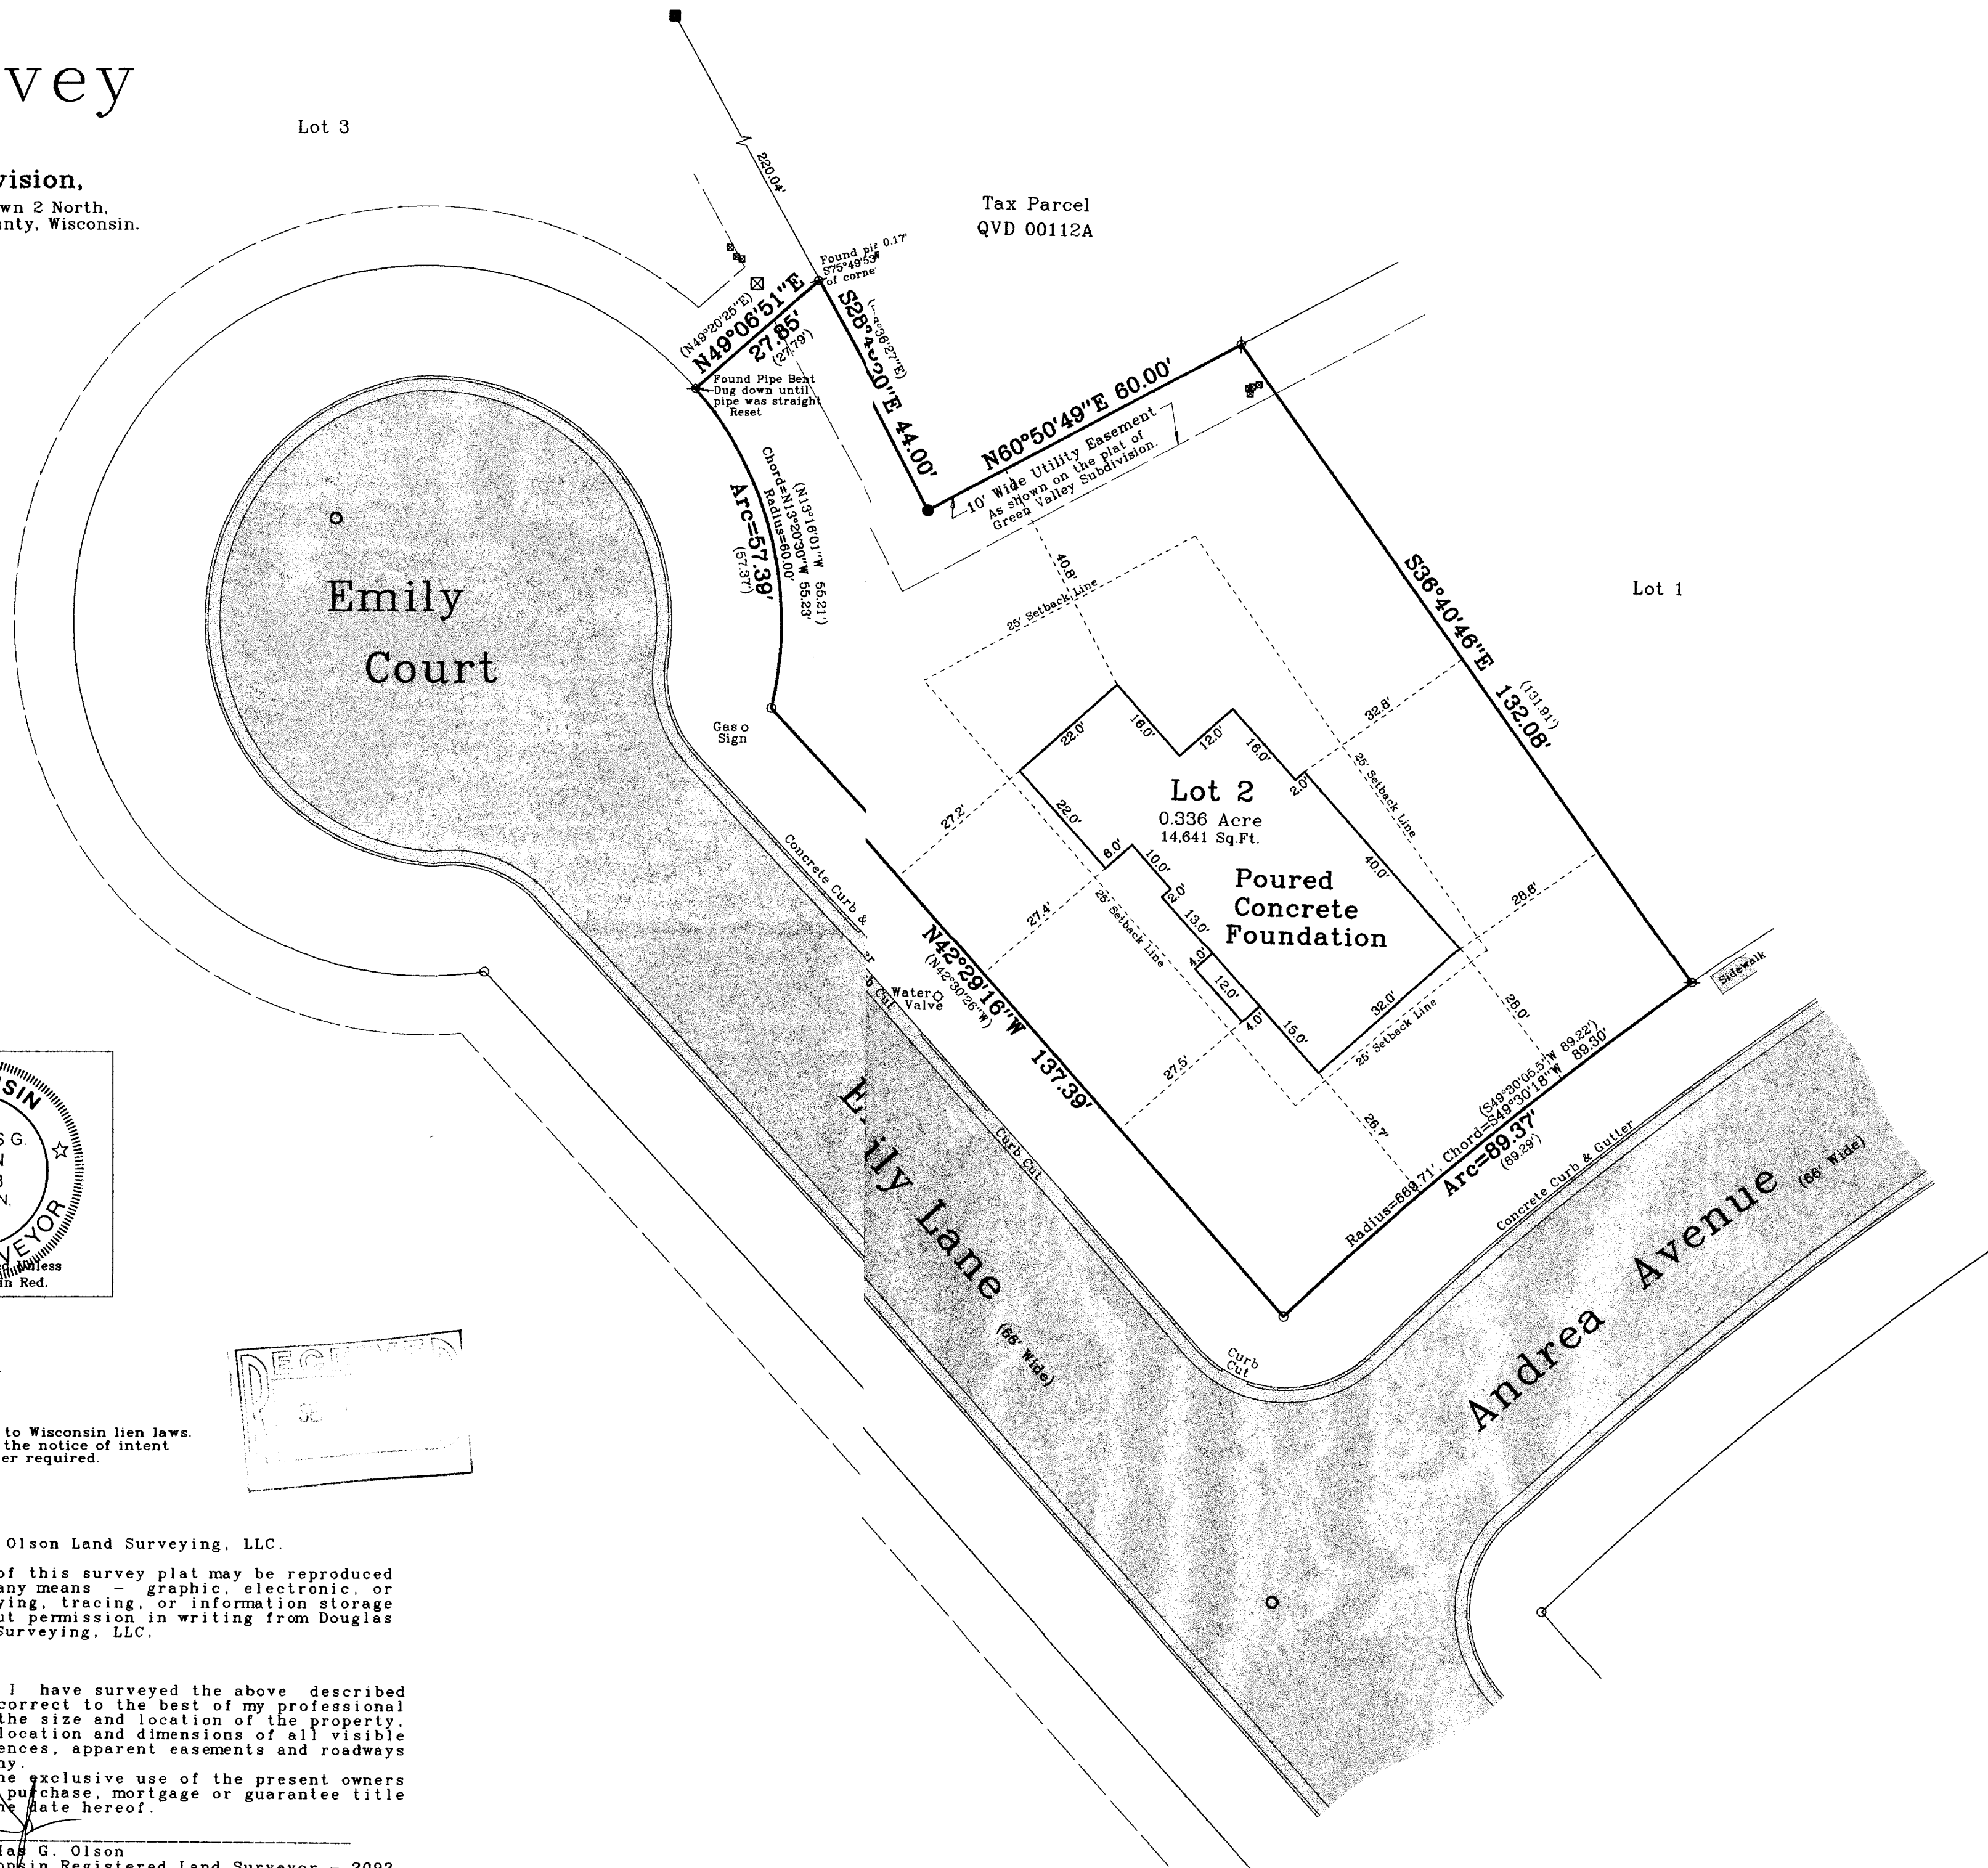 vey
Lot 3
vision,
wn 2 North,
nty, Wisconsin.
220.04'
Tax Parcel
QVD 00112A
0.17'
Found
S75°49'53"
of corne
(N49°20'25"E)
N49°06'51"E
27.85'
(27.79')
Found Pipe Bent
Dug down until
pipe was straight
Reset
44.00'
N60°50'49"E 60.00'
10' Wide Utility Easement
As shown on the plat of
Green Valley Subdivision.
(N13°16'01"W 55.21')
Chord=N13°20'30"W 55.23'
Radius=60.00'
Arc=57.39'
(57.37')
Emily
Court
40.8'
25' Setback Line
Lot 1
S36°40'46"E 132.08'
(131.91')
32.8'
Gas o
Sign
22.0'
16.0'
12.0'
16.0'
2.0'
25' Setback Line
Lot 2
0.336 Acre
14,641 Sq.Ft.
27.2'
22.0'
6.0'
10.0'
2.0'
13.0'
40.0'
Poured
Concrete
Foundation
28.6'
27.4'
25' Setback Line
4.0'
12.0'
4.0'
15.0'
32.0'
25' Setback Line
28.0'
Sidewalk
Concrete Curb &
er
b Cut
Water
Valve
N42°29'16"W 137.39'
(N42°30'26"W)
27.5'
26.7'
(S49°30'05.5"W 89.22')
Radius=669.71', Chord=S49°30'18"W 89.30'
Arc=89.37'
(89.29')
Concrete Curb & Gutter
Curb Cut
Emily Lane
(66' Wide)
Andrea Avenue
(66' Wide)
Curb
Cut
SIN
S G.
N
3
N,
VEYOR
unless
in Red.
RECEIVED
to Wisconsin lien laws.
the notice of intent
er required.
Olson Land Surveying, LLC.
of this survey plat may be reproduced
any means - graphic, electronic, or
ying, tracing, or information storage
ut permission in writing from Douglas
Surveying, LLC.
I have surveyed the above described
correct to the best of my professional
the size and location of the property,
location and dimensions of all visible
ences, apparent easements and roadways
ny.
he exclusive use of the present owners
purchase, mortgage or guarantee title
he date hereof.
las G. Olson
onsin Registered Land Surveyor - 2093